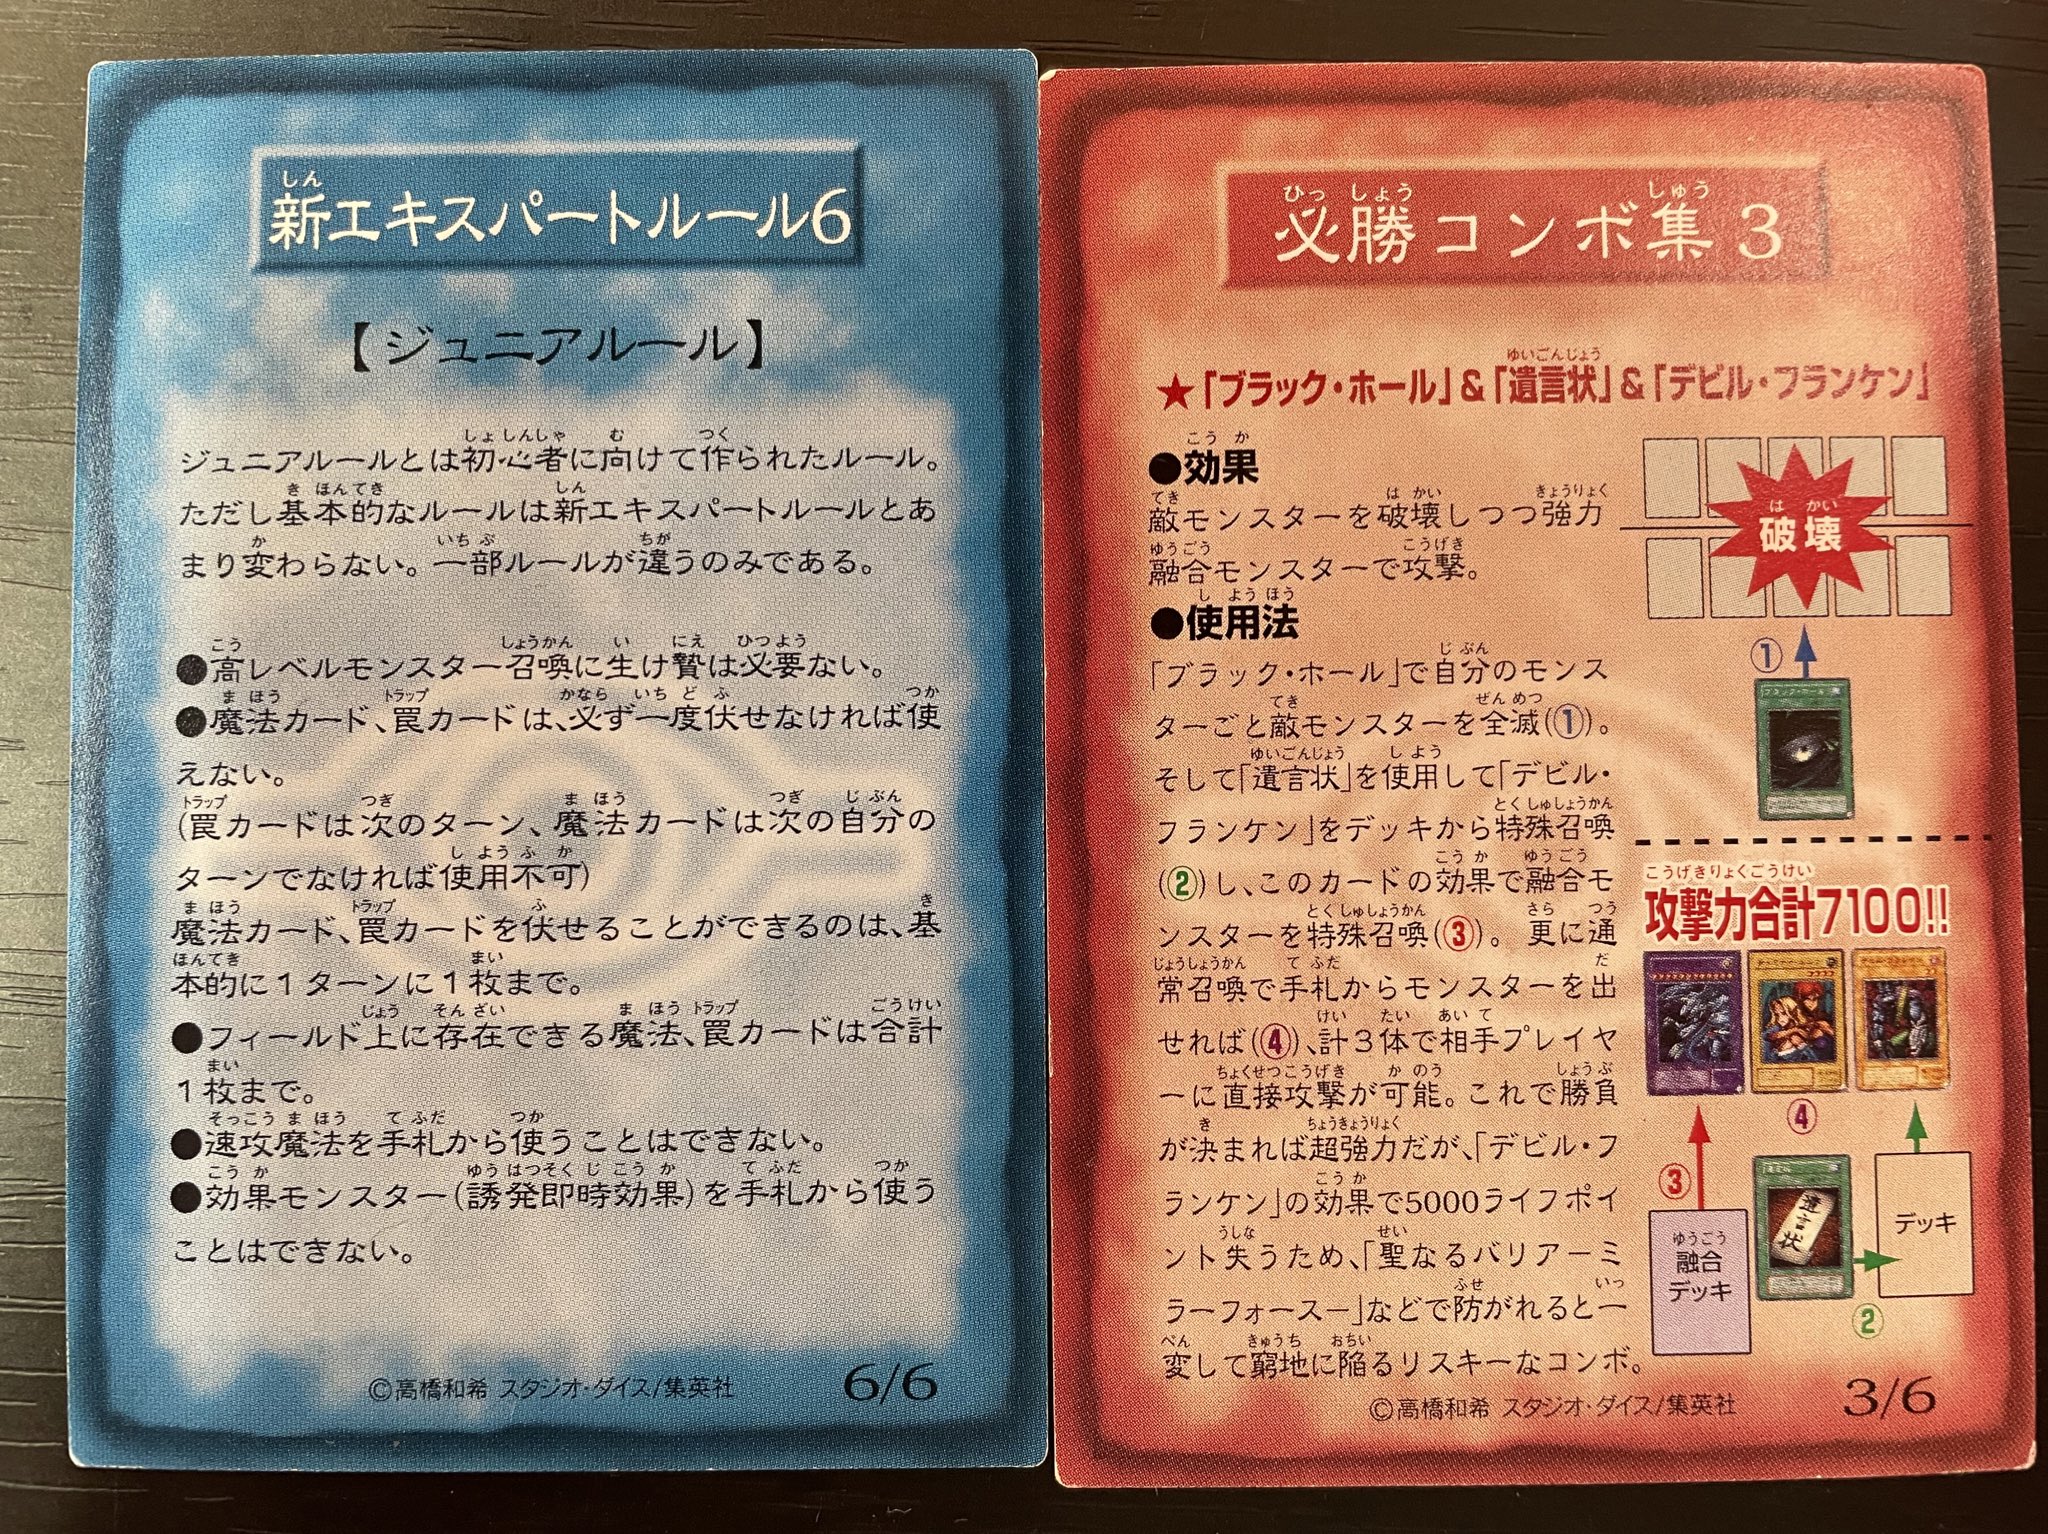 新エキスパートルール6
【ジュニアルール】
ジュニアルールとは初心者に向けて作られたルール。
ただし基本的なルールは新エキスパートルールとあ
まり変わらない。一部ルールが違うのみである。
●高レベルモンスター召喚に生け贄は必要ない。
●魔法カード、罠カードは、必ず一度伏せなければ使
えない。
(罠カードは次のターン、魔法カードは次の自分の
ターンでなければ使用不可)
魔法カード、罠カードを伏せることができるのは、基
本的に1ターンに1枚まで。
●フィールド上に存在できる魔法、罠カードは合計
1枚まで。
●速攻魔法を手札から使うことはできない。
●効果モンスター(誘発即時効果)を手札から使う
ことはできない。
©高橋和希 スタジオ・ダイス/集英社
6/6
必勝コンボ集3
★「ブラック・ホール」&「遺言状」&「デビル・フランケン」
●効果
敵モンスターを破壊しつつ強力
融合モンスターで攻撃。
●使用法
「ブラック・ホール」で自分のモンス
ターごと敵モンスターを全滅(①)。
そして「遺言状」を使用して「デビル・
フランケン」をデッキから特殊召喚
(②)し、このカードの効果で融合モ
ンスターを特殊召喚(③)。更に通
常召喚で手札からモンスターを出
せれば(④)、計3体で相手プレイヤ
ーに直接攻撃が可能。これで勝負
が決まれば超強力だが、「デビル・フ
ランケン」の効果で5000ライフポイ
ント失うため、「聖なるバリアーミ
ラーフォースー」などで防がれると一
変して窮地に陥るリスキーなコンボ。
破壊
①
ブラック・ホール
攻撃力合計7100!!
④
③
融合
デッキ
遺言状
デッキ
②
©高橋和希 スタジオ・ダイス/集英社
3/6